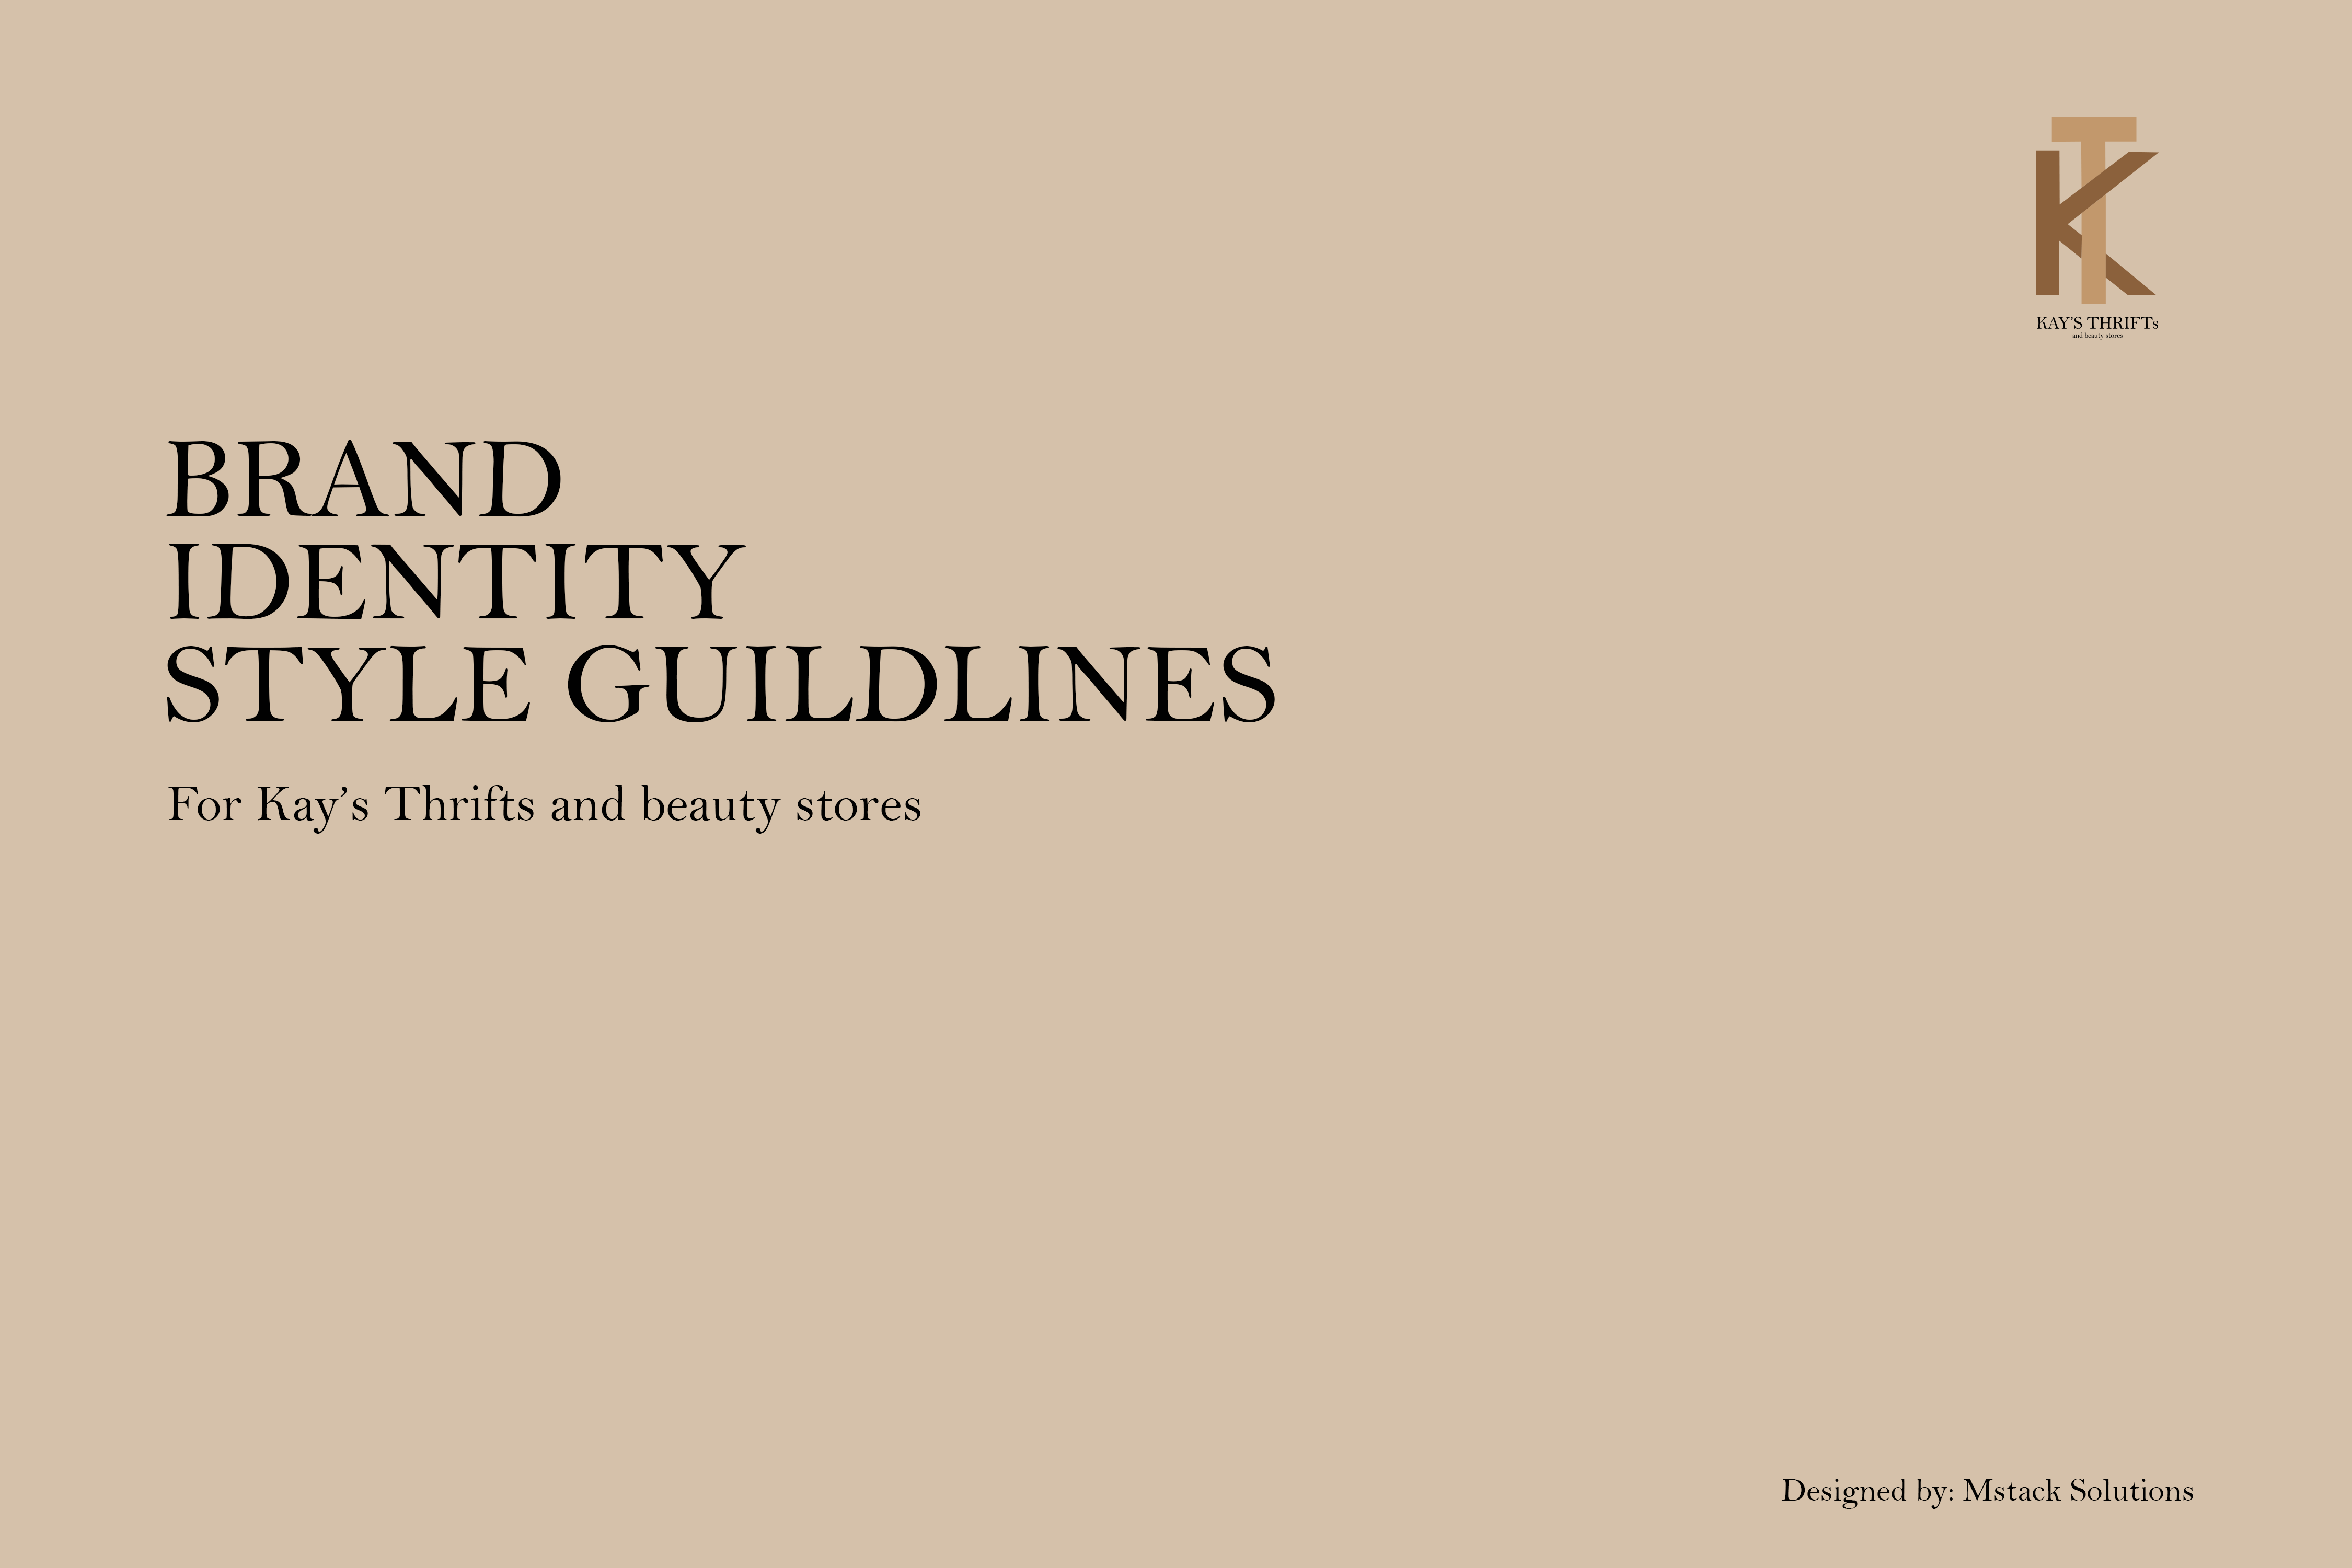 KAY’S THRIFTs
and beauty stores
BRAND
IDENTITY
STYLE GUILDLINES
For Kay’s Thrifts and beauty stores
Designed by: Mstack Solutions